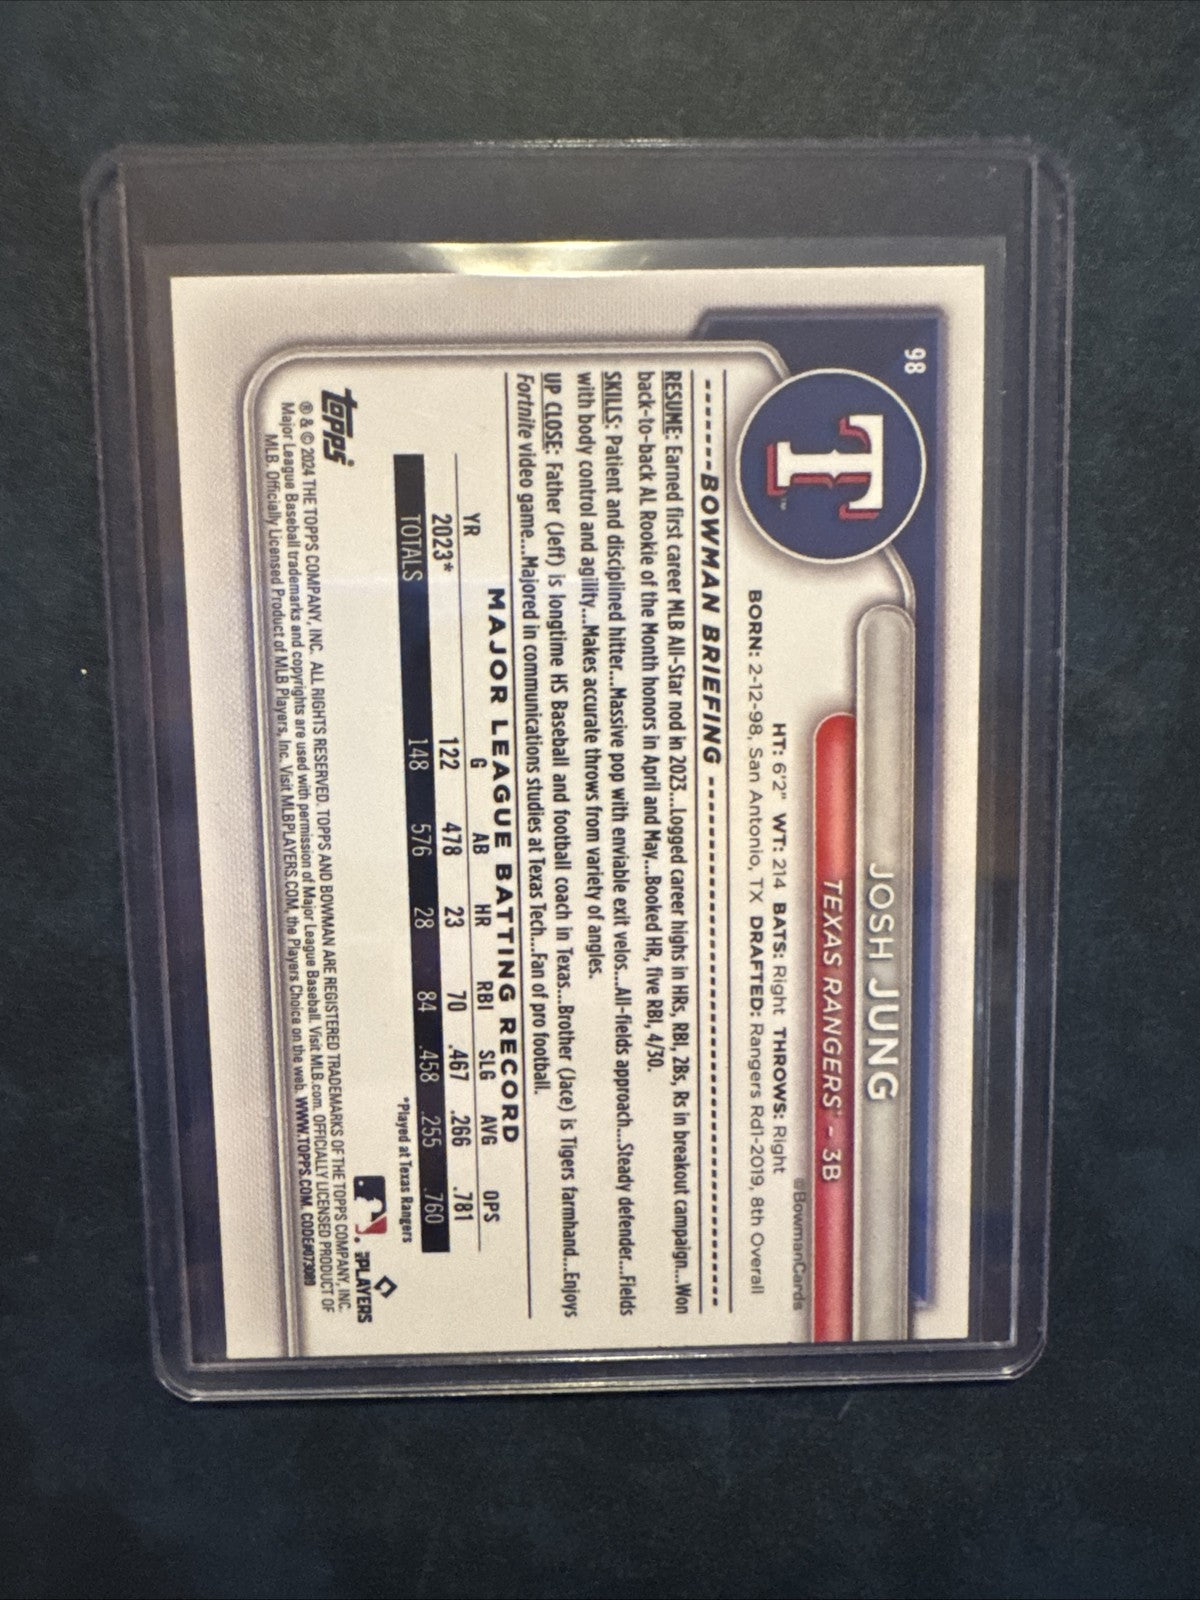 98
T
™
JOSH JUNG
TEXAS RANGERS® - 3B
@BowmanCards
HT: 6'2" WT: 214 BATS: Right THROWS: Right
BORN: 2-12-98, San Antonio, TX DRAFTED: Rangers Rd1-2019, 8th Overall
BOWMAN BRIEFING
RESUME: Earned first career MLB All-Star nod in 2023...Logged career highs in HRs, RBI, 2Bs, Rs in breakout campaign...Won
back-to-back AL Rookie of the Month honors in April and May...Booked HR, five RBI, 4/30.
SKILLS: Patient and disciplined hitter...Massive pop with enviable exit velos...All-fields approach...Steady defender...Fields
with body control and agility...Makes accurate throws from variety of angles.
UP CLOSE: Father (Jeff) is longtime HS Baseball and football coach in Texas...Brother (Jace) is Tigers farmhand...Enjoys
Fortnite video game...Majored in communications studies at Texas Tech...Fan of pro football.
MAJOR LEAGUE BATTING RECORD
YR G AB HR RBI SLG AVG OPS
2023* 122 478 23 70 .467 .266 .781
TOTALS 148 576 28 84 .458 .255 .760
*Played at Texas Rangers
topps®
PLAYERS
® & © 2024 THE TOPPS COMPANY, INC. ALL RIGHTS RESERVED. TOPPS AND BOWMAN ARE REGISTERED TRADEMARKS OF THE TOPPS COMPANY, INC.
Major League Baseball trademarks and copyrights are used with permission of Major League Baseball. Visit MLB.com. OFFICIALLY LICENSED PRODUCT OF
MLB. Officially Licensed Product of MLB Players, Inc. Visit MLBPLAYERS.COM, the Players Choice on the web. WWW.TOPPS.COM. CODE#073089